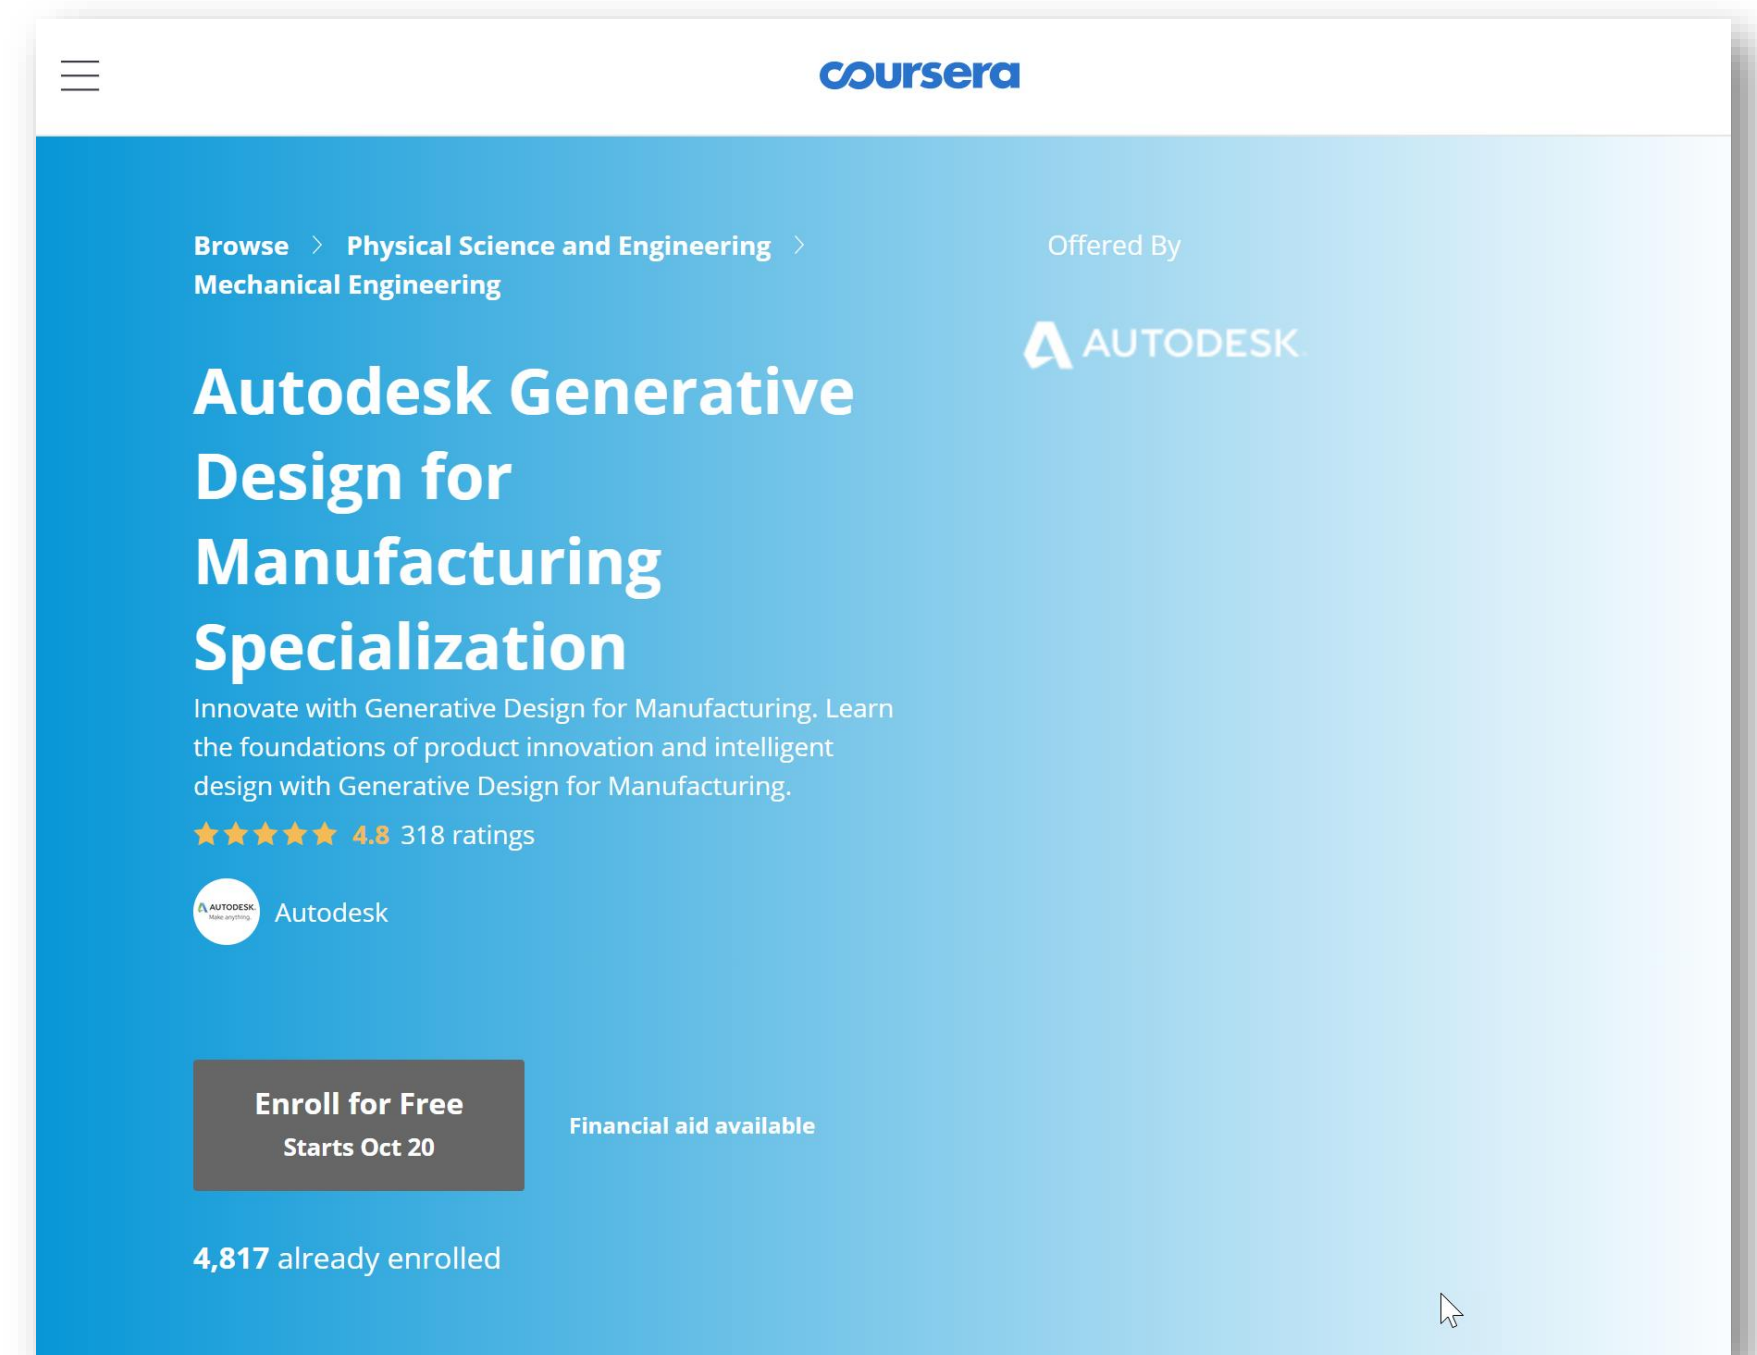 coursera
Browse > Physical Science and Engineering >
Mechanical Engineering
Offered By
AUTODESK
Autodesk Generative
Design for
Manufacturing
Specialization
Innovate with Generative Design for Manufacturing. Learn
the foundations of product innovation and intelligent
design with Generative Design for Manufacturing.
4.8 318 ratings
AUTODESK.
Make anything.
Autodesk
Enroll for Free
Starts Oct 20
Financial aid available
4,817 already enrolled